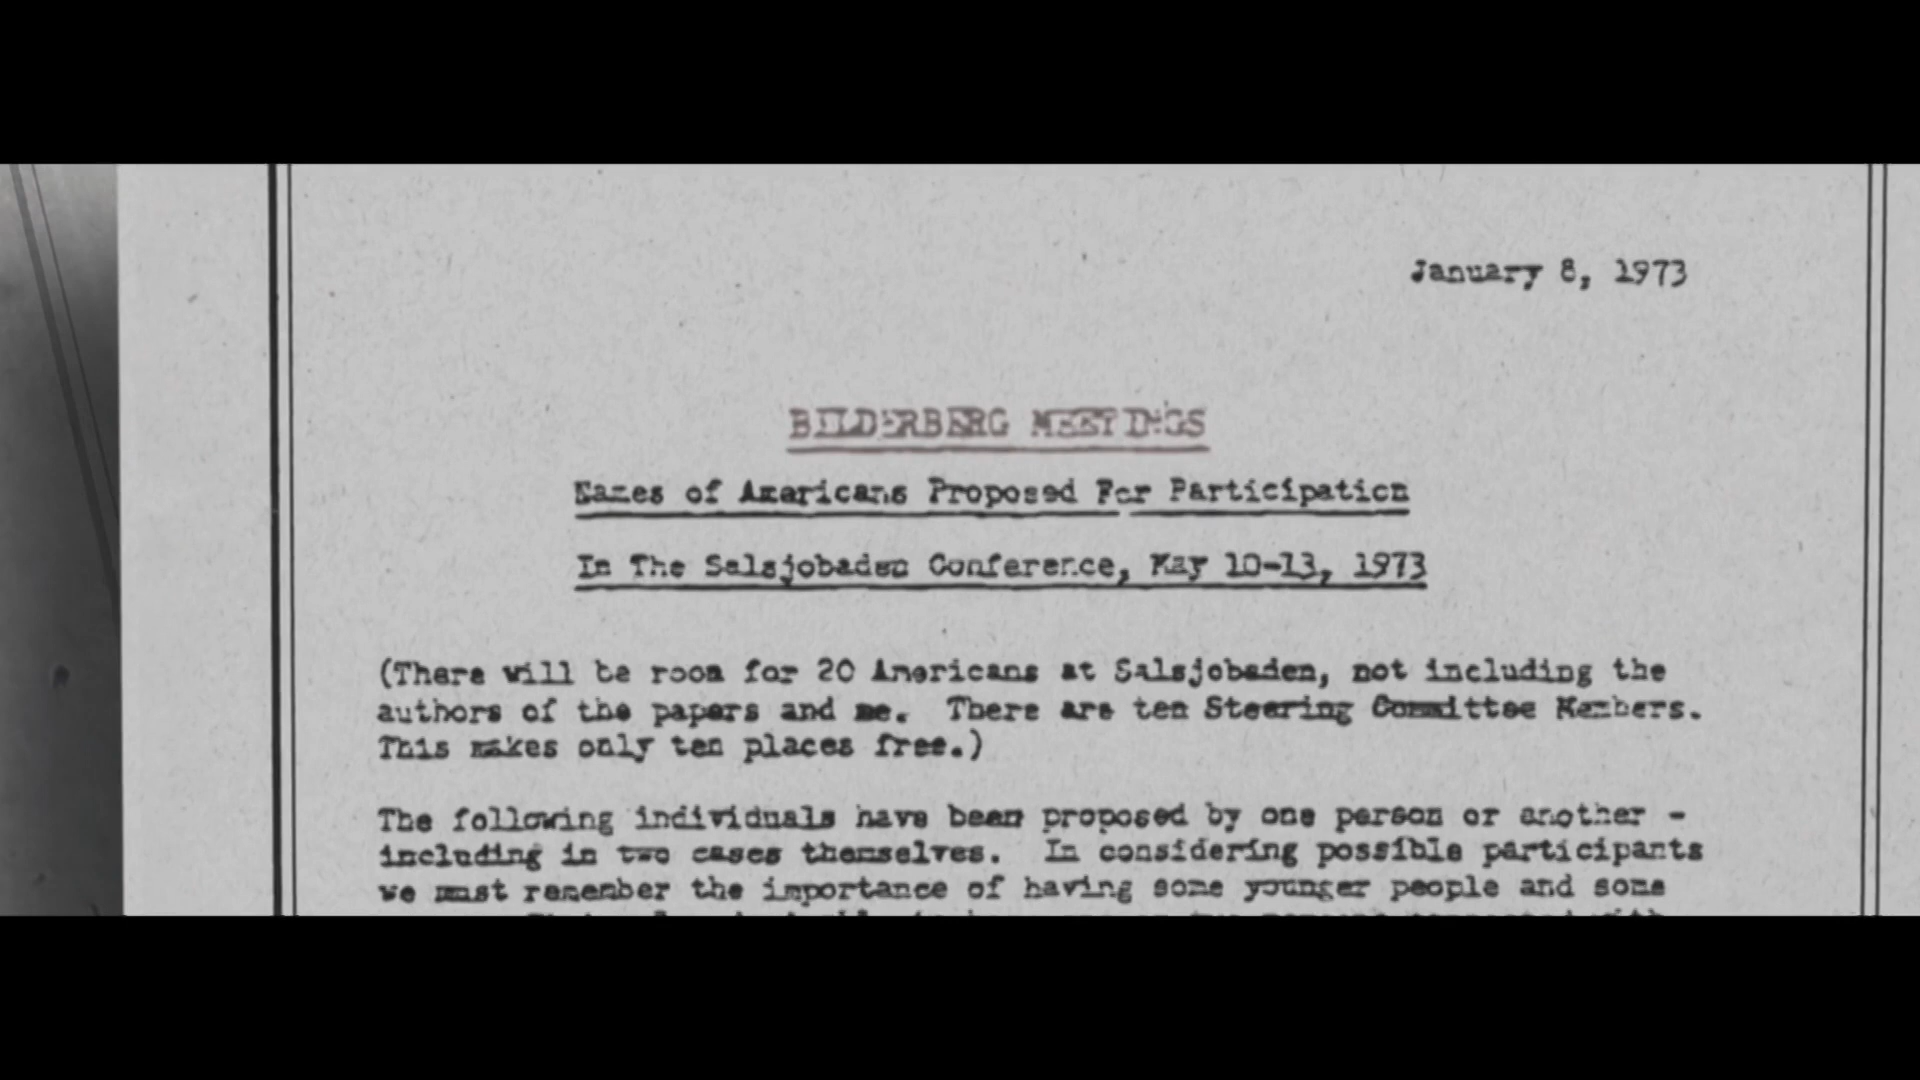 January 8, 1973
BILDERBERG MEETINGS
Names of Americans Proposed For Participation
In The Salsjobaden Conference, May 10-13, 1973
(There will be room for 20 Americans at Salsjobaden, not including the
authors of the papers and me. There are ten Steering Committee Members.
This makes only ten places free.)
The following individuals have been proposed by one person or another -
including in two cases themselves. In considering possible participants
we must remember the importance of having some younger people and some